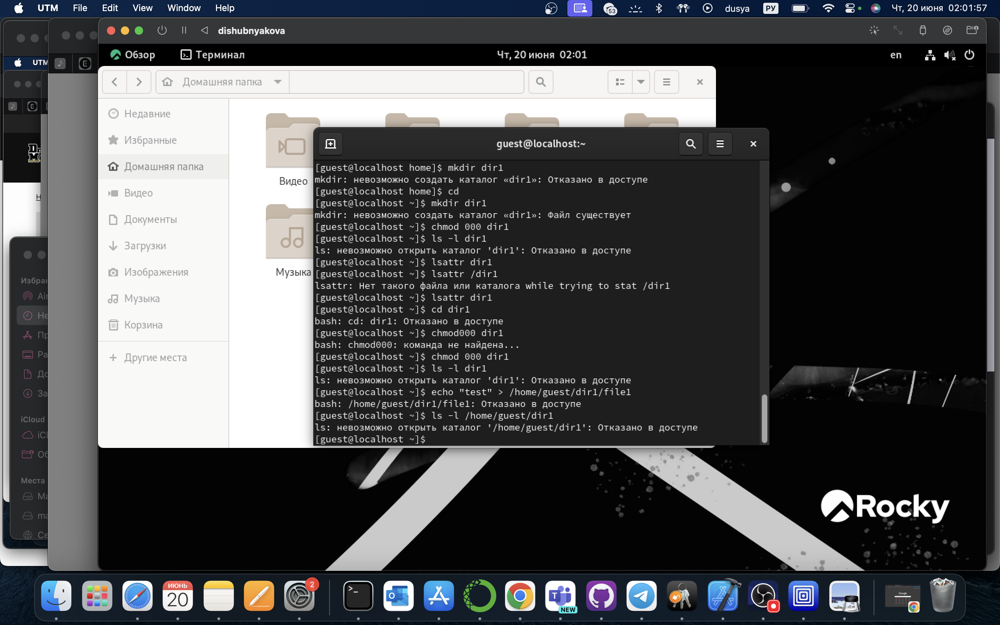 UTM File Edit View Window Help 53 dusya РУ Чт, 20 июня 02:01:57
dishubnyakova
UTM
Обзор Терминал Чт, 20 июня 02:01 en
Домашняя папка
Недавние
Избранные
Домашняя папка
Видео
Документы
Загрузки
Изображения
Музыка
Корзина
Другие места
Видео
Музыка
guest@localhost:~
[guest@localhost home]$ mkdir dir1
mkdir: невозможно создать каталог «dir1»: Отказано в доступе
[guest@localhost home]$ cd
[guest@localhost ~]$ mkdir dir1
mkdir: невозможно создать каталог «dir1»: Файл существует
[guest@localhost ~]$ chmod 000 dir1
[guest@localhost ~]$ ls -l dir1
ls: невозможно открыть каталог 'dir1': Отказано в доступе
[guest@localhost ~]$ lsattr dir1
[guest@localhost ~]$ lsattr /dir1
lsattr: Нет такого файла или каталога while trying to stat /dir1
[guest@localhost ~]$ lsattr dir1
[guest@localhost ~]$ cd dir1
bash: cd: dir1: Отказано в доступе
[guest@localhost ~]$ chmod000 dir1
bash: chmod000: команда не найдена...
[guest@localhost ~]$ chmod 000 dir1
[guest@localhost ~]$ ls -l dir1
ls: невозможно открыть каталог 'dir1': Отказано в доступе
[guest@localhost ~]$ echo "test" > /home/guest/dir1/file1
bash: /home/guest/dir1/file1: Отказано в доступе
[guest@localhost ~]$ ls -l /home/guest/dir1
ls: невозможно открыть каталог '/home/guest/dir1': Отказано в доступе
[guest@localhost ~]$
Избран
Air
Не
Пр
Ра
До
За
iCloud
iCl
Об
Места
Ma
ma
Се
Rocky
ИЮНЬ
20
2
NEW
Google